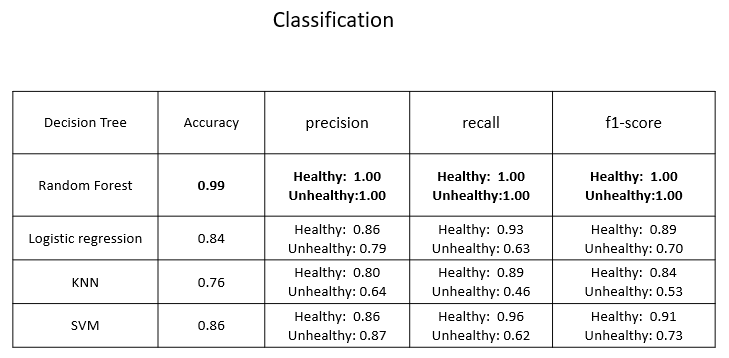 Classification
Decision Tree Accuracy precision recall f1-score
Random Forest 0.99 Healthy: 1.00 Unhealthy:1.00 Healthy: 1.00 Unhealthy:1.00 Healthy: 1.00 Unhealthy:1.00
Logistic regression 0.84 Healthy: 0.86 Unhealthy: 0.79 Healthy: 0.93 Unhealthy: 0.63 Healthy: 0.89 Unhealthy: 0.70
KNN 0.76 Healthy: 0.80 Unhealthy: 0.64 Healthy: 0.89 Unhealthy: 0.46 Healthy: 0.84 Unhealthy: 0.53
SVM 0.86 Healthy: 0.86 Unhealthy: 0.87 Healthy: 0.96 Unhealthy: 0.62 Healthy: 0.91 Unhealthy: 0.73